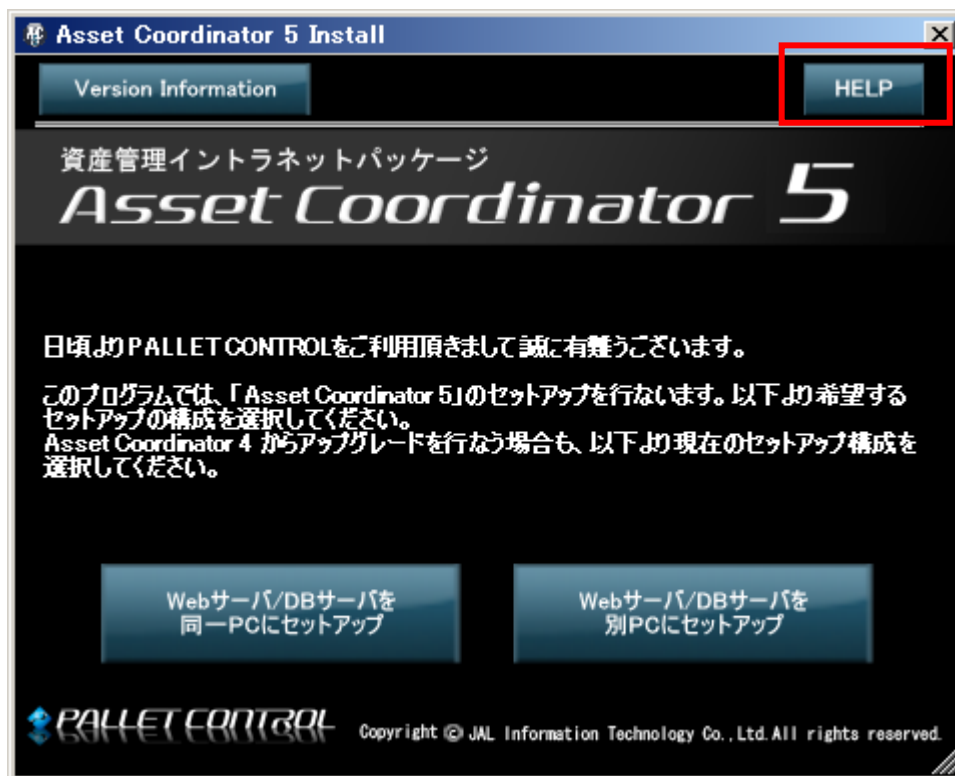 Asset Coordinator 5 Install
Version Information
HELP
資産管理イントラネットパッケージ
Asset Coordinator 5
日頃よりPALLET CONTROLをご利用頂きまして誠に有難うございます。
このプログラムでは、「Asset Coordinator 5」のセットアップを行ないます。以下より希望する
セットアップの構成を選択してください。
Asset Coordinator 4 からアップグレードを行なう場合も、以下より現在のセットアップ構成を
選択してください。
Webサーバ/DBサーバを
同一PCにセットアップ
Webサーバ/DBサーバを
別PCにセットアップ
PALLET CONTROL Copyright © JAL Information Technology Co.,Ltd.All rights reserved.